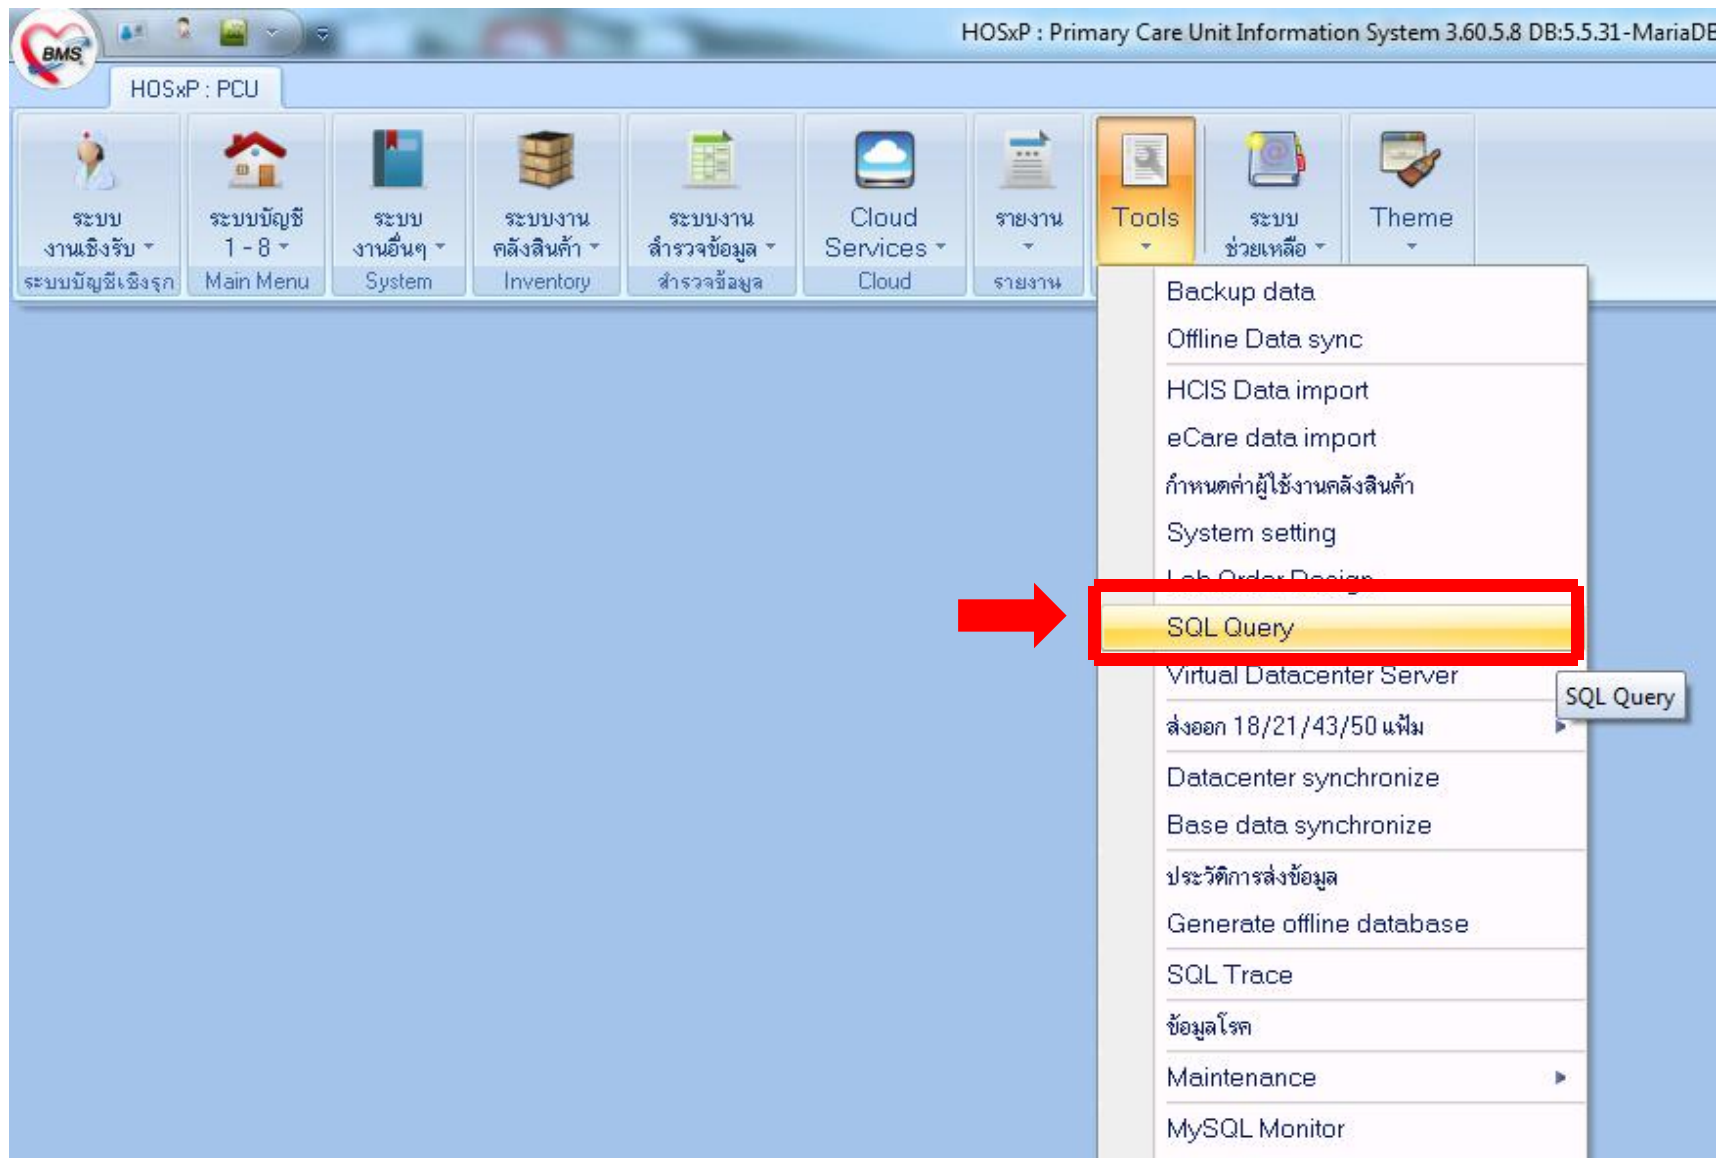 BMS
HOSxP : Primary Care Unit Information System 3.60.5.8 DB:5.5.31-MariaDB
HOSxP : PCU
ระบบ
งานเชิงรับ
ระบบบัญชีเชิงรุก
ระบบบัญชี
1 - 8
Main Menu
ระบบ
งานอื่นๆ
System
ระบบงาน
คลังสินค้า
Inventory
ระบบงาน
สำรวจข้อมูล
สำรวจข้อมูล
Cloud
Services
Cloud
รายงาน
รายงาน
Tools
ระบบ
ช่วยเหลือ
Theme
Backup data
Offline Data sync
HCIS Data import
eCare data import
กำหนดค่าผู้ใช้งานคลังสินค้า
System setting
Lab Order Design
SQL Query
Virtual Datacenter Server
SQL Query
ส่งออก 18/21/43/50 แฟ้ม
Datacenter synchronize
Base data synchronize
ประวัติการส่งข้อมูล
Generate offline database
SQL Trace
ข้อมูลโรค
Maintenance
MySQL Monitor